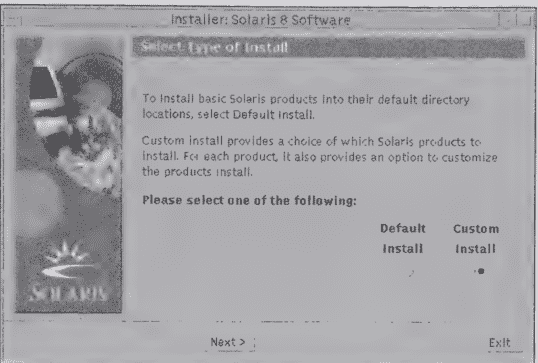 Installer: Solaris 8 Software
Select Type of Install
To install basic Solaris products into their default directory
locations, select Default Install.
Custom install provides a choice of which Solaris products to
install. For each product, it also provides an option to customize
the products install.
Please select one of the following:
Default Custom
Install Install
SOLARIS
Next >
Exit